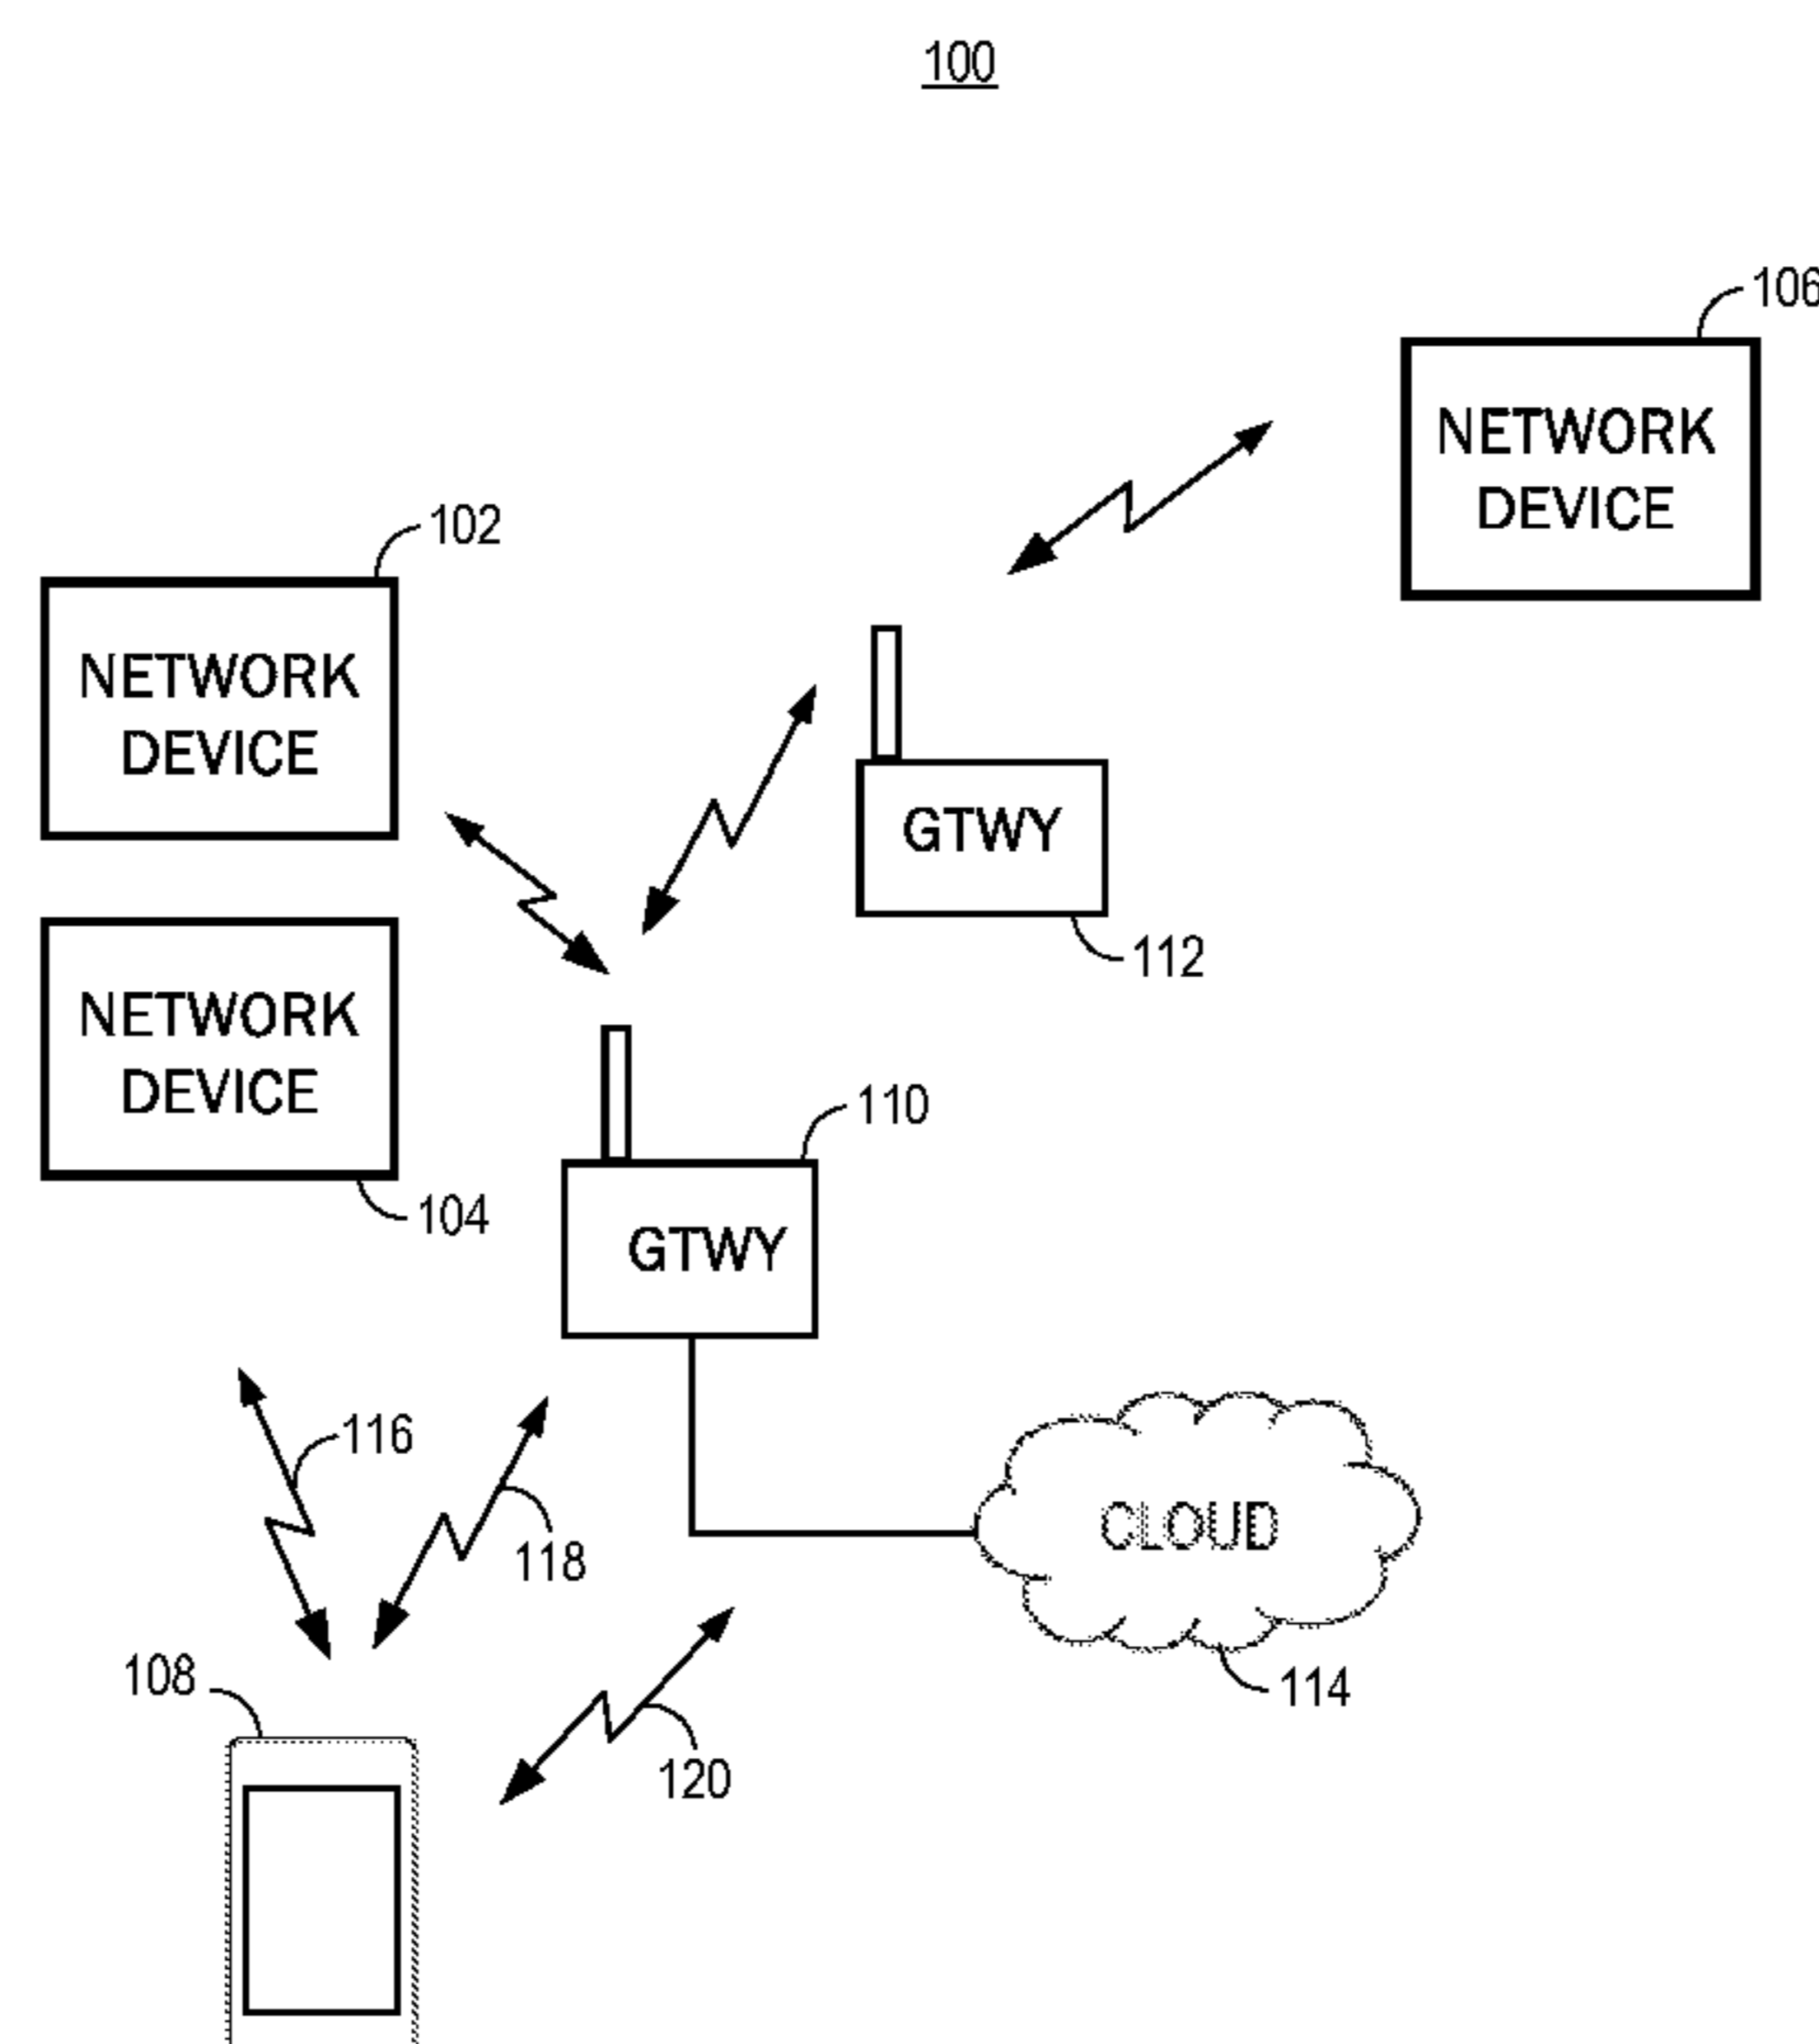 100
106
NETWORK
DEVICE
102
NETWORK
DEVICE
GTWY
112
NETWORK
DEVICE
104
110
GTWY
116
118
CLOUD
114
108
120